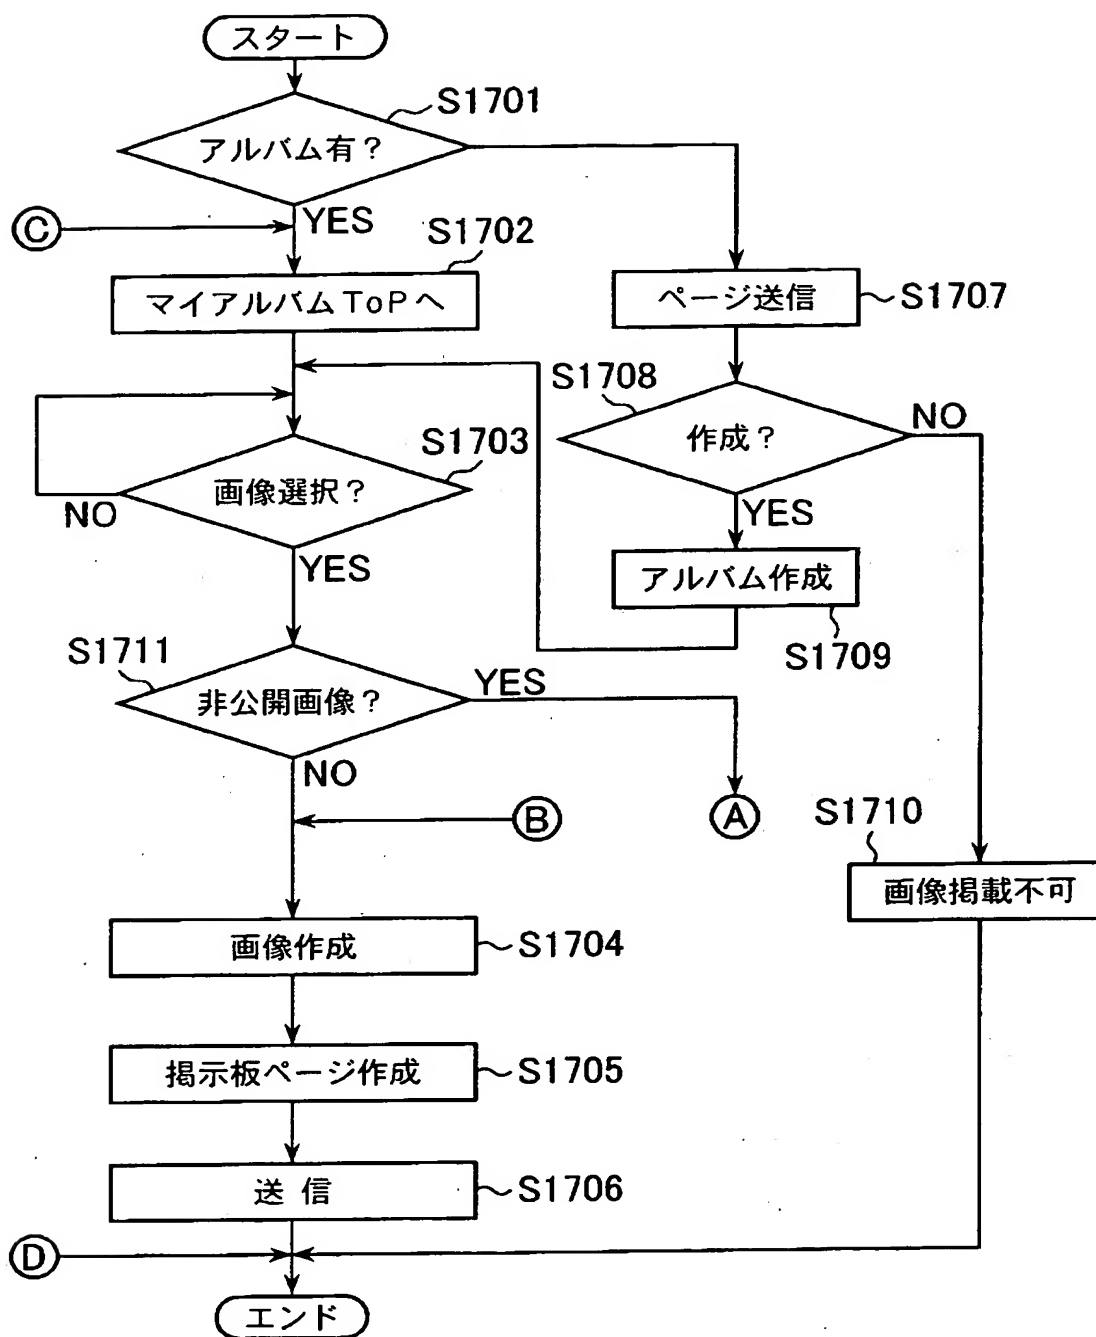 スタート
S1701
アルバム有？
YES
C
S1702
マイアルバムToPへ
ページ送信
S1707
S1708
作成？
NO
YES
S1703
画像選択？
NO
YES
アルバム作成
S1709
S1711
非公開画像？
YES
NO
B
A
S1710
画像掲載不可
画像作成
S1704
掲示板ページ作成
S1705
送信
S1706
D
エンド